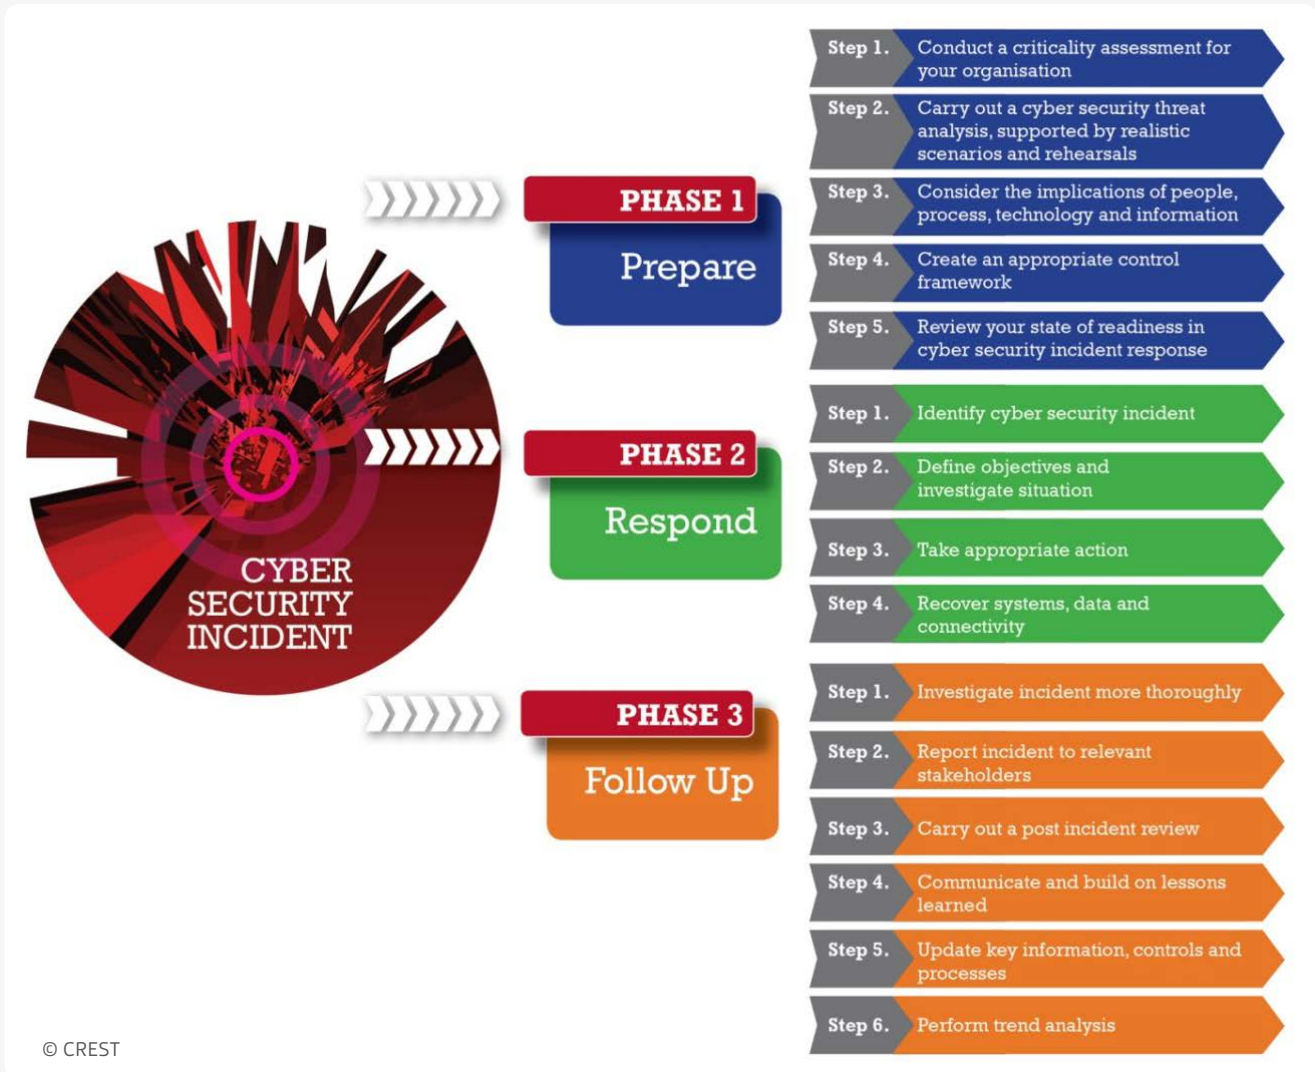 CYBER
SECURITY
INCIDENT
PHASE 1
Prepare
Step 1.
Conduct a criticality assessment for
your organisation
Step 2.
Carry out a cyber security threat
analysis, supported by realistic
scenarios and rehearsals
Step 3.
Consider the implications of people,
process, technology and information
Step 4.
Create an appropriate control
framework
Step 5.
Review your state of readiness in
cyber security incident response
PHASE 2
Respond
Step 1.
Identify cyber security incident
Step 2.
Define objectives and
investigate situation
Step 3.
Take appropriate action
Step 4.
Recover systems, data and
connectivity
PHASE 3
Follow Up
Step 1.
Investigate incident more thoroughly
Step 2.
Report incident to relevant
stakeholders
Step 3.
Carry out a post incident review
Step 4.
Communicate and build on lessons
learned
Step 5.
Update key information, controls and
processes
Step 6.
Perform trend analysis
© CREST